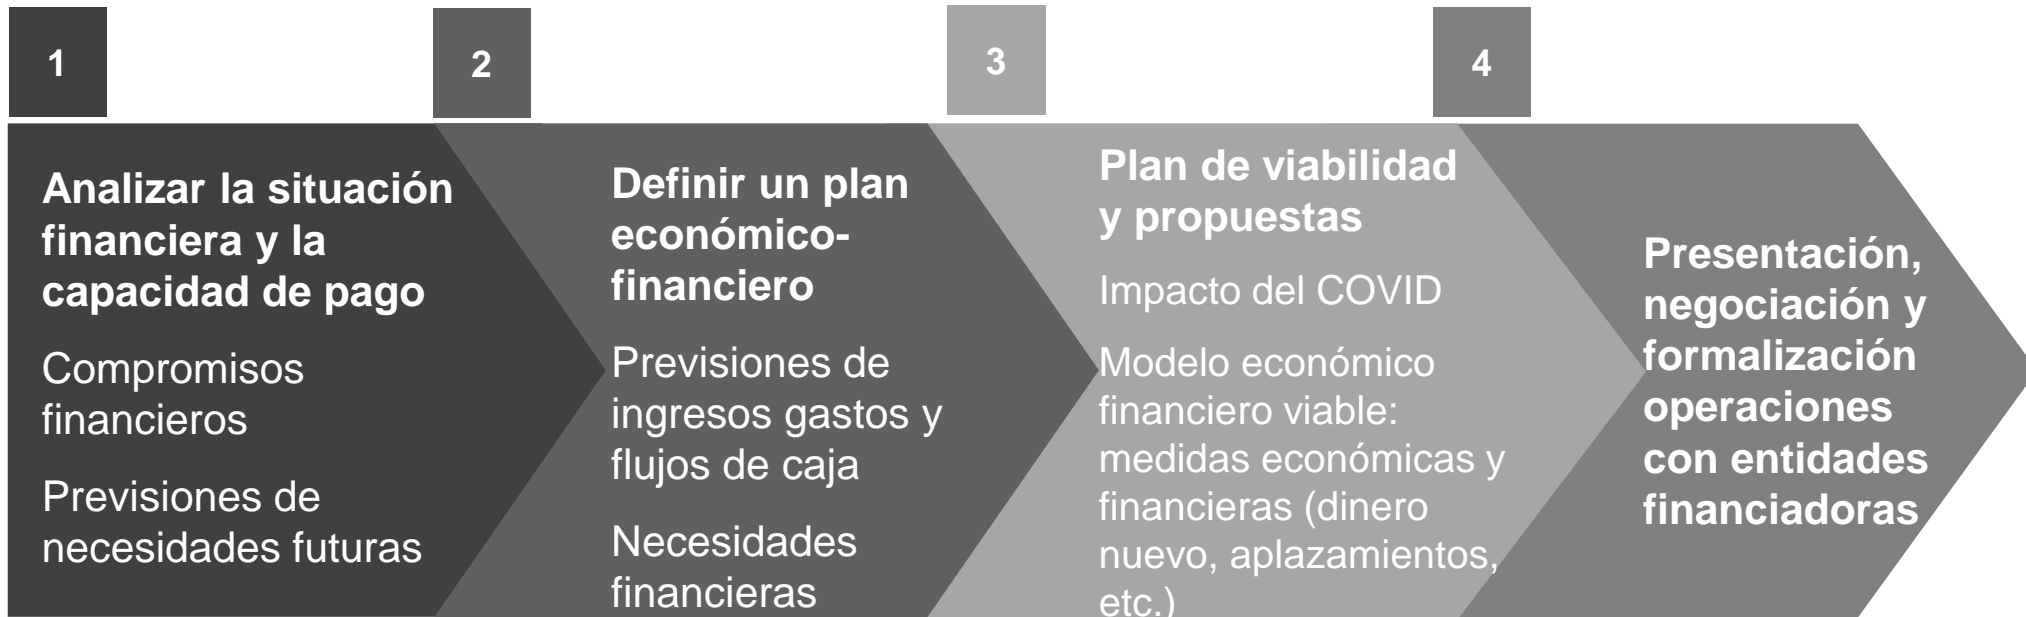 1
Analizar la situación
financiera y la
capacidad de pago
Compromisos
financieros
Previsiones de
necesidades futuras
2
Definir un plan
económico-
financiero
Previsiones de
ingresos gastos y
flujos de caja
Necesidades
financieras
3
Plan de viabilidad
y propuestas
Impacto del COVID
Modelo económico
financiero viable:
medidas económicas y
financieras (dinero
nuevo, aplazamientos,
etc.)
4
Presentación,
negociación y
formalización
operaciones
con entidades
financiadoras